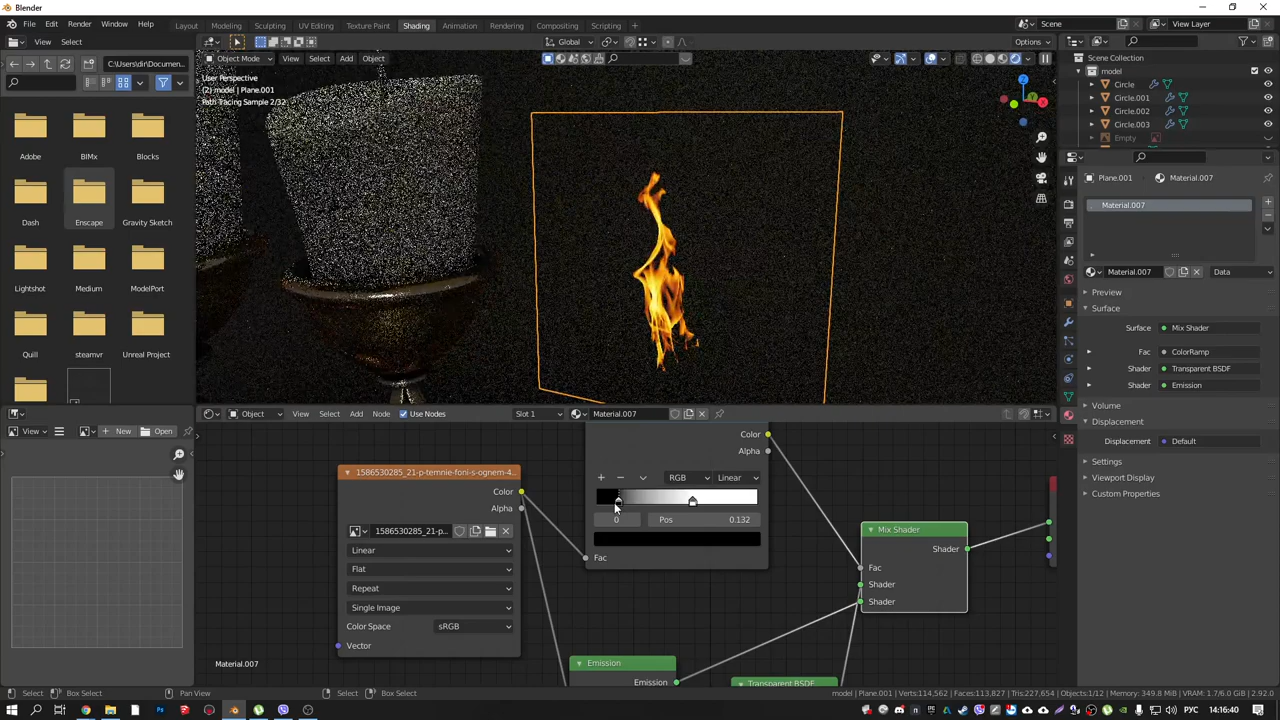 Blender
File Edit Render Window Help Layout Modeling Sculpting UV Editing Texture Paint Shading Animation Rendering Compositing Scripting + Scene View Layer
View Select Global Options
C:\Users\dir\Documen... Object Mode View Select Add Object
User Perspective
(2) model | Plane.001
Path Tracing Sample 2/32
Adobe BIMx Blocks
Dash Enscape Gravity Sketch
Lightshot Medium ModelPort
Quill steamvr Unreal Project
Scene Collection
model
Circle
Circle.001
Circle.002
Circle.003
Empty
Plane.001 Material.007
Material.007
Material.007 Data
Preview
Surface
Surface Mix Shader
Fac ColorRamp
Shader Transparent BSDF
Shader Emission
Volume
Displacement
Displacement Default
Settings
Viewport Display
Custom Properties
View New Open
Object View Select Add Node Use Nodes Slot 1 Material.007
Color
Alpha
RGB Linear
0 Pos 0.132
Fac
1586530285_21-p-temnie-foni-s-ognem-4...
Color
Alpha
1586530285_21-p...
Linear
Flat
Repeat
Single Image
Color Space sRGB
Vector
Mix Shader
Shader
Fac
Shader
Shader
Emission
Emission
Transparent BSDF
Material.007
Select Box Select Pan View Select Box Select model | Plane.001 | Verts:114,562 | Faces:113,827 | Tris:227,654 | Objects:1/12 | Memory: 349.8 MiB | VRAM: 1.7/6.0 GiB | 2.92.0
РУС 14:16:40